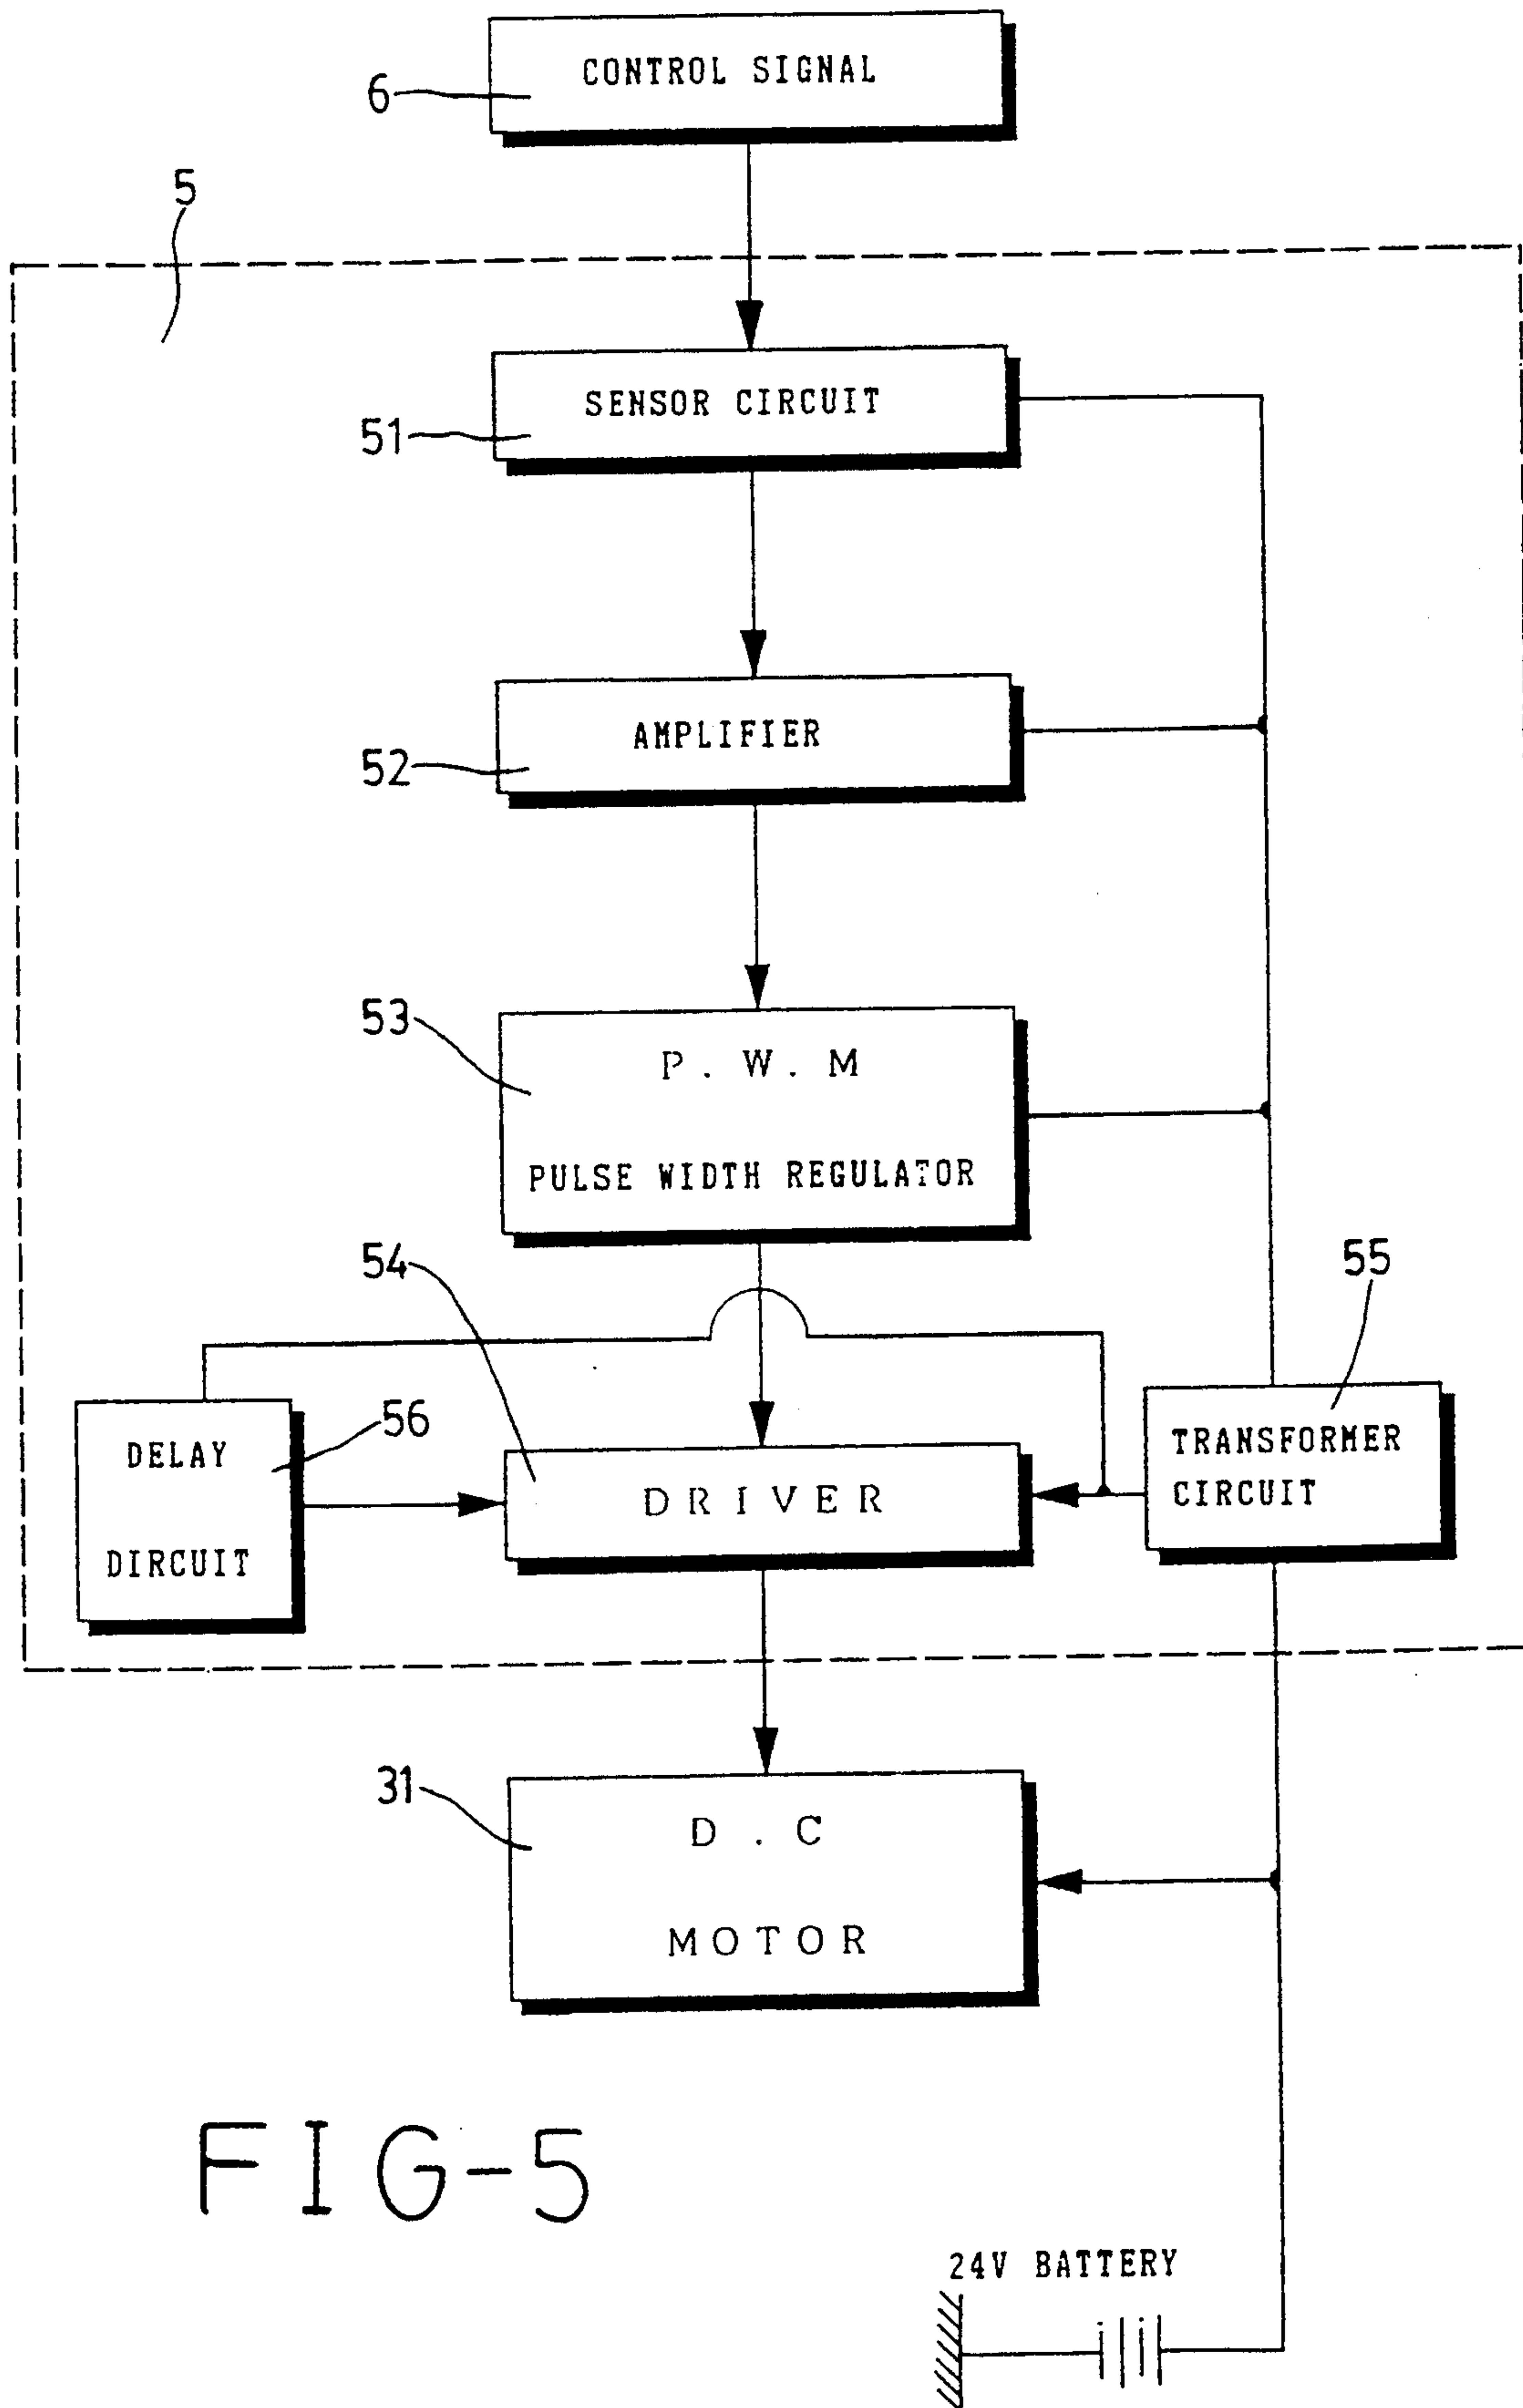 CONTROL SIGNAL
6
5
SENSOR CIRCUIT
51
AMPLIFIER
52
53
P. W. M
PULSE WIDTH REGULATOR
54
55
56
DELAY
DIRCUIT
DRIVER
TRANSFORMER
CIRCUIT
31
D . C
MOTOR
FIG-5
24V BATTERY